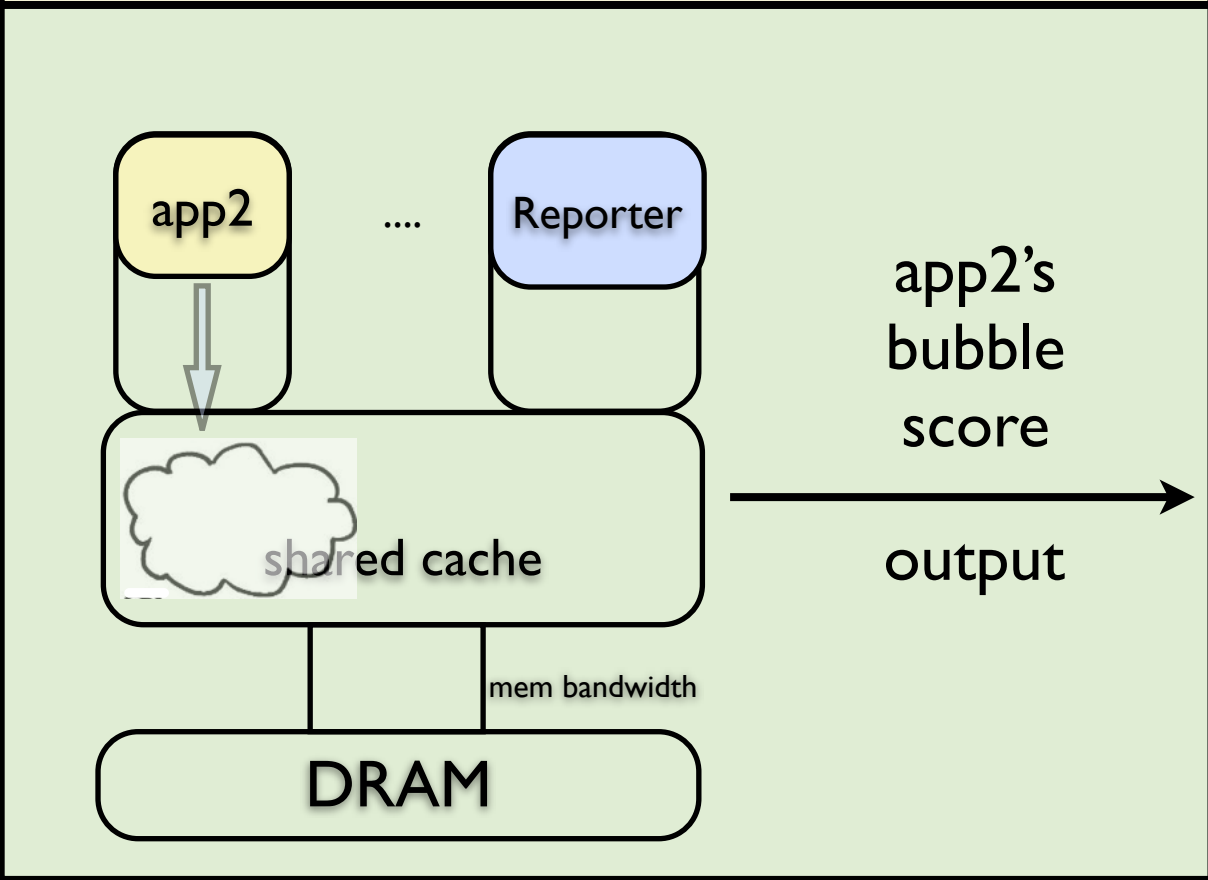 app2
....
Reporter
shared cache
mem bandwidth
DRAM
app2’s
bubble
score
output